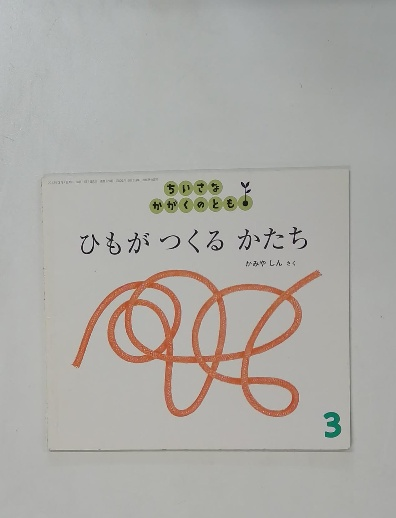 ちいさな
かがくのとも
ひもが つくる かたち
かみや しん さく
3